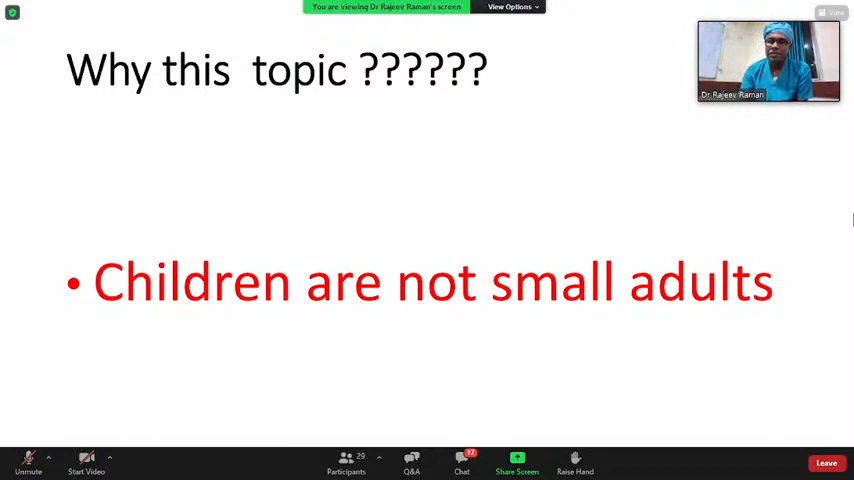 You are viewing Dr Rajeev Raman's screen
View Options
View
Why this topic ??????
Dr Rajeev Raman
• Children are not small adults
Unmute
Start Video
29
Participants
Q&A
17
Chat
Share Screen
Raise Hand
Leave